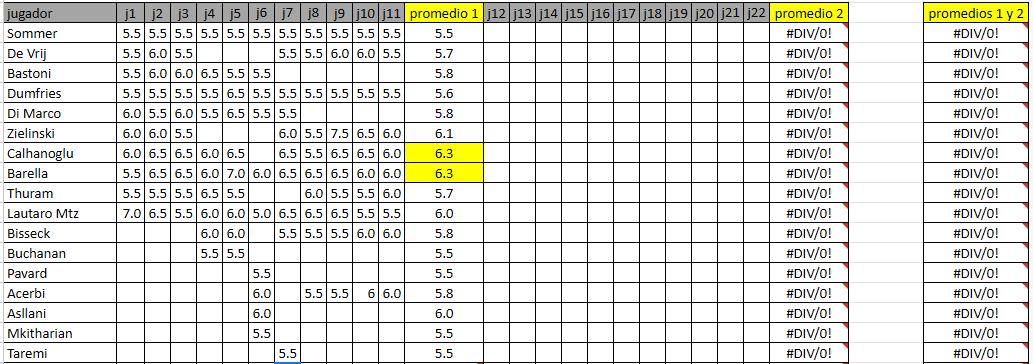 jugador j1 j2 j3 j4 j5 j6 j7 j8 j9 j10 j11 promedio 1 j12 j13 j14 j15 j16 j17 j18 j19 j20 j21 j22 promedio 2 promedios 1 y 2
Sommer 5.5 5.5 5.5 5.5 5.5 5.5 5.5 5.5 5.5 5.5 5.5 5.5 #DIV/0! #DIV/0!
De Vrij 5.5 6.0 5.5 5.5 5.5 6.0 6.0 5.5 5.7 #DIV/0! #DIV/0!
Bastoni 5.5 6.0 6.0 6.5 5.5 5.5 5.8 #DIV/0! #DIV/0!
Dumfries 5.5 5.5 5.5 5.5 6.5 5.5 5.5 5.5 5.5 5.5 5.5 5.6 #DIV/0! #DIV/0!
Di Marco 6.0 5.5 6.0 5.5 6.5 5.5 5.5 5.8 #DIV/0! #DIV/0!
Zielinski 6.0 6.0 5.5 6.0 5.5 7.5 6.5 6.0 6.1 #DIV/0! #DIV/0!
Calhanoglu 6.0 6.5 6.5 6.0 6.5 6.5 5.5 6.5 6.5 6.0 6.3 #DIV/0! #DIV/0!
Barella 5.5 6.5 6.5 6.0 7.0 6.0 6.5 6.5 6.5 6.0 6.0 6.3 #DIV/0! #DIV/0!
Thuram 5.5 5.5 5.5 6.5 5.5 6.0 5.5 5.5 6.0 5.7 #DIV/0! #DIV/0!
Lautaro Mtz 7.0 6.5 5.5 6.0 6.0 5.0 6.5 6.5 6.5 5.5 5.5 6.0 #DIV/0! #DIV/0!
Bisseck 6.0 6.0 5.5 5.5 5.5 6.0 6.0 5.8 #DIV/0! #DIV/0!
Buchanan 5.5 5.5 5.5 #DIV/0! #DIV/0!
Pavard 5.5 5.5 #DIV/0! #DIV/0!
Acerbi 6.0 5.5 5.5 6 6.0 5.8 #DIV/0! #DIV/0!
Asllani 6.0 6.0 #DIV/0! #DIV/0!
Mkitharian 5.5 5.5 #DIV/0! #DIV/0!
Taremi 5.5 5.5 #DIV/0! #DIV/0!